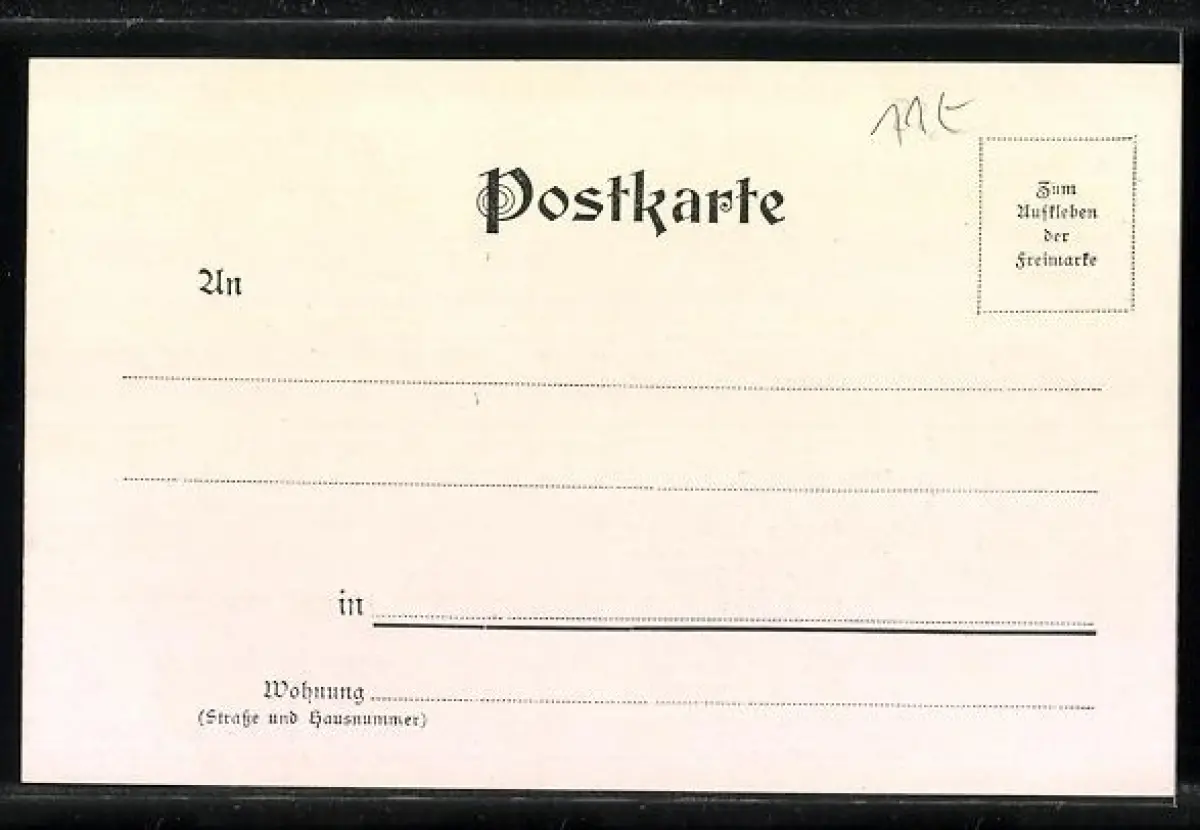 Postkarte
Zum
Aufkleben
der
Freimarke
An
in
Wohnung
(Straße und Hausnummer)